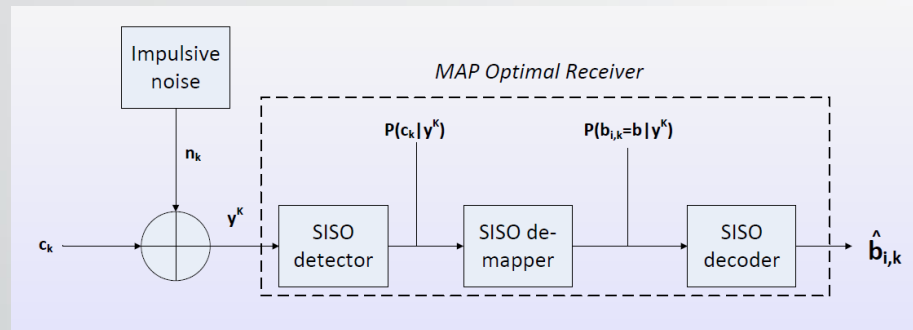 Impulsive
noise
MAP Optimal Receiver
P(cₖ|yᴷ)
P(bᵢ,ₖ=b|yᴷ)
nₖ
yᴷ
cₖ
SISO
detector
SISO de-
mapper
SISO
decoder
b̂ᵢ,ₖ